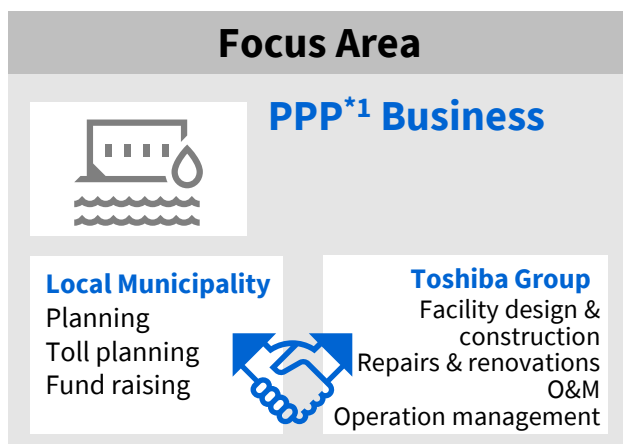 Focus Area
PPP*1 Business
Local Municipality
Planning
Toll planning
Fund raising
Toshiba Group
Facility design &
construction
Repairs & renovations
O&M
Operation management